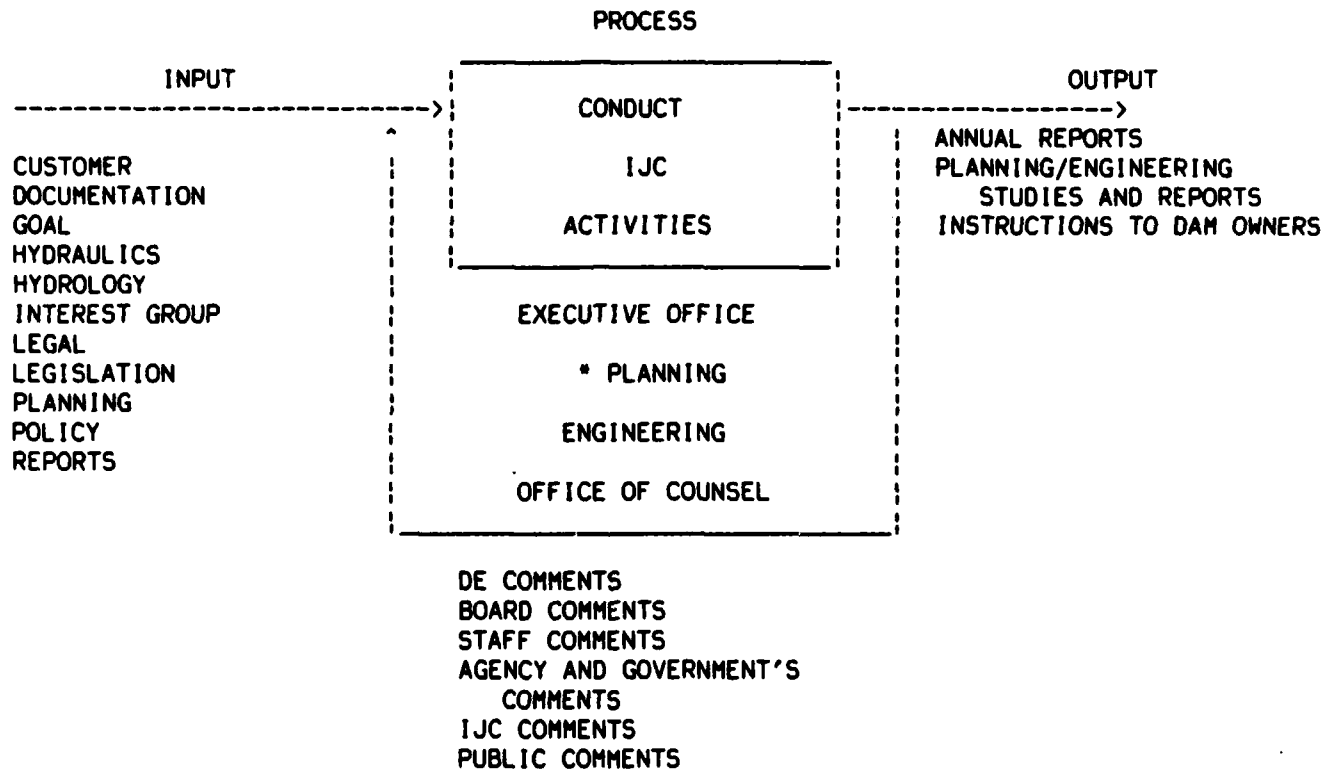 PROCESS
INPUT
CONDUCT
IJC
ACTIVITIES
OUTPUT
CUSTOMER
DOCUMENTATION
GOAL
HYDRAULICS
HYDROLOGY
INTEREST GROUP
LEGAL
LEGISLATION
PLANNING
POLICY
REPORTS
EXECUTIVE OFFICE
* PLANNING
ENGINEERING
OFFICE OF COUNSEL
ANNUAL REPORTS
PLANNING/ENGINEERING
STUDIES AND REPORTS
INSTRUCTIONS TO DAM OWNERS
DE COMMENTS
BOARD COMMENTS
STAFF COMMENTS
AGENCY AND GOVERNMENT'S
COMMENTS
IJC COMMENTS
PUBLIC COMMENTS